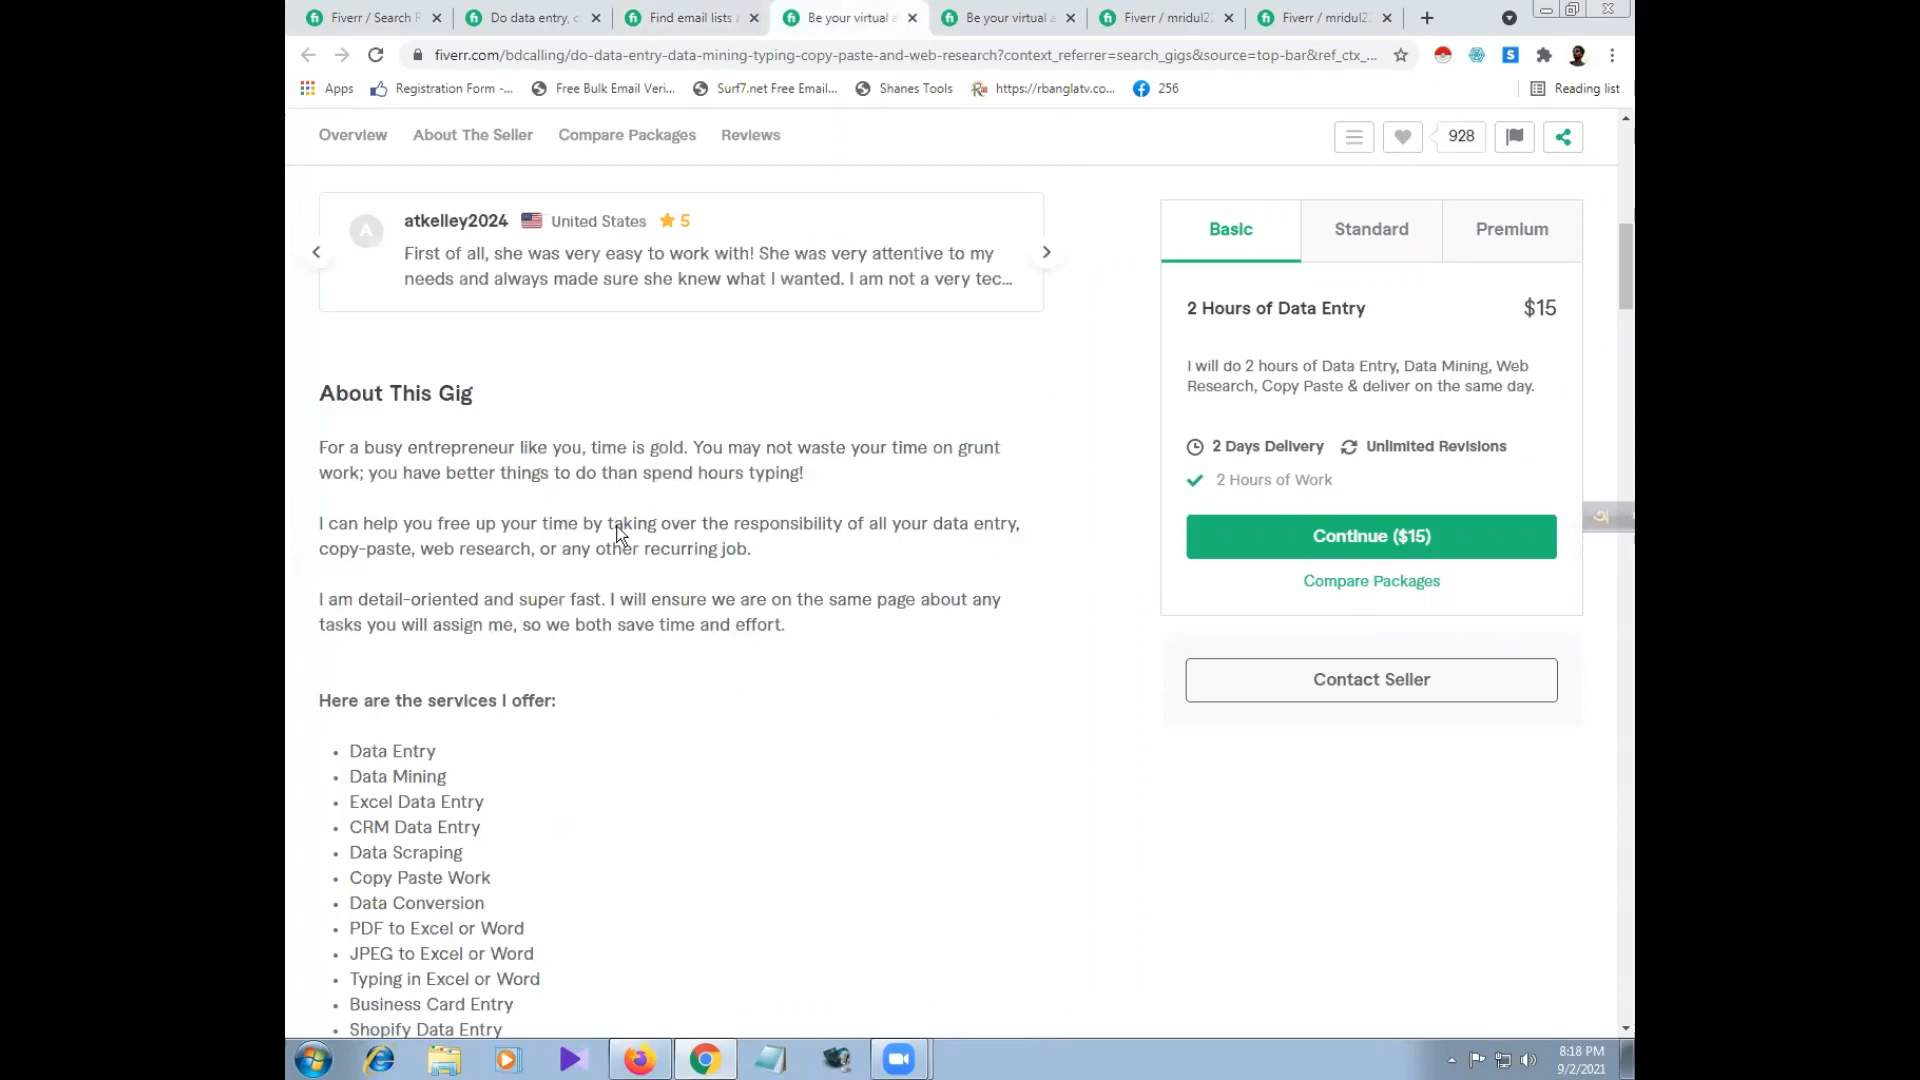 Fiverr / Search R
Do data entry, c
Find email lists a
Be your virtual a
Be your virtual a
Fiverr / mridul2
Fiverr / mridul2
fiverr.com/bdcalling/do-data-entry-data-mining-typing-copy-paste-and-web-research?context_referrer=search_gigs&source=top-bar&ref_ctx_...
Apps
Registration Form -...
Free Bulk Email Veri...
Surf7.net Free Email...
Shanes Tools
https://rbanglatv.co...
256
Reading list
Overview
About The Seller
Compare Packages
Reviews
928
A
atkelley2024 United States 5
First of all, she was very easy to work with! She was very attentive to my
needs and always made sure she knew what I wanted. I am not a very tec...
About This Gig
For a busy entrepreneur like you, time is gold. You may not waste your time on grunt
work; you have better things to do than spend hours typing!
I can help you free up your time by taking over the responsibility of all your data entry,
copy-paste, web research, or any other recurring job.
I am detail-oriented and super fast. I will ensure we are on the same page about any
tasks you will assign me, so we both save time and effort.
Here are the services I offer:
• Data Entry
• Data Mining
• Excel Data Entry
• CRM Data Entry
• Data Scraping
• Copy Paste Work
• Data Conversion
• PDF to Excel or Word
• JPEG to Excel or Word
• Typing in Excel or Word
• Business Card Entry
• Shopify Data Entry
Basic
Standard
Premium
2 Hours of Data Entry $15
I will do 2 hours of Data Entry, Data Mining, Web
Research, Copy Paste & deliver on the same day.
2 Days Delivery Unlimited Revisions
2 Hours of Work
Continue ($15)
Compare Packages
Contact Seller
8:18 PM
9/2/2021